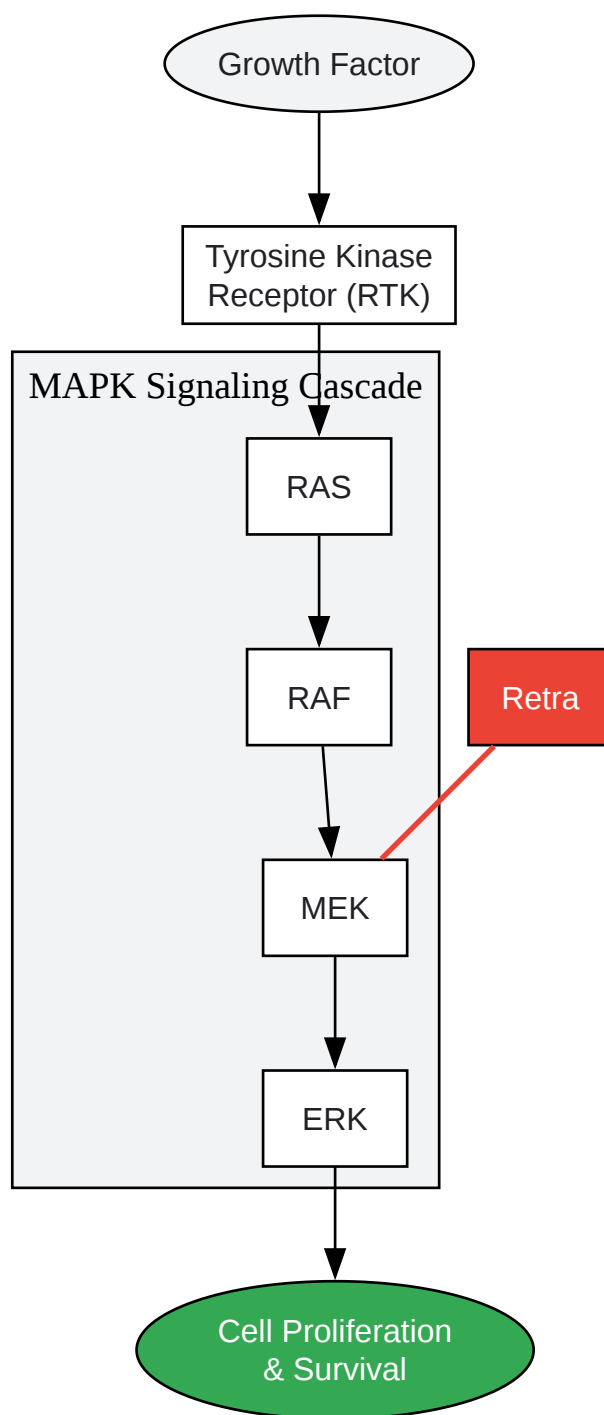 Growth Factor
Tyrosine Kinase
Receptor (RTK)
MAPK Signaling Cascade
RAS
RAF
Retra
MEK
ERK
Cell Proliferation
& Survival